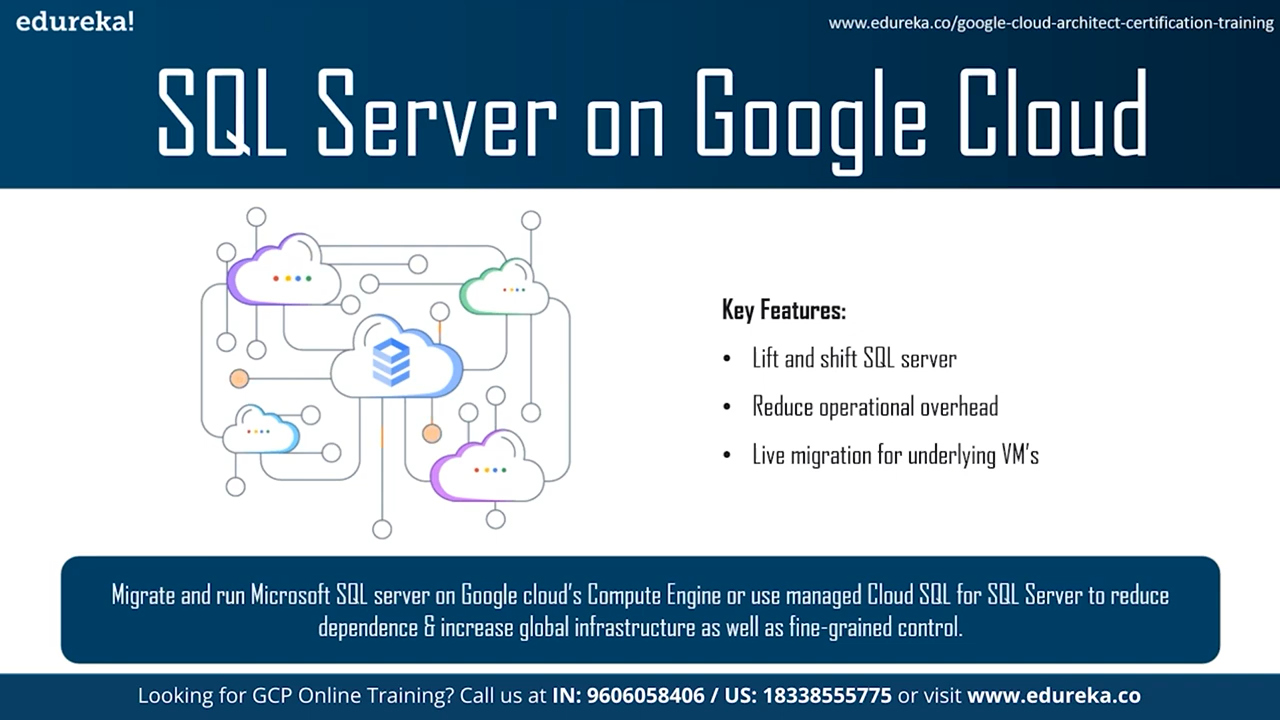 edureka!
www.edureka.co/google-cloud-architect-certification-training
SQL Server on Google Cloud
Key Features:
• Lift and shift SQL server
• Reduce operational overhead
• Live migration for underlying VM's
Migrate and run Microsoft SQL server on Google cloud's Compute Engine or use managed Cloud SQL for SQL Server to reduce
dependence & increase global infrastructure as well as fine-grained control.
Looking for GCP Online Training? Call us at IN: 9606058406 / US: 18338555775 or visit www.edureka.co